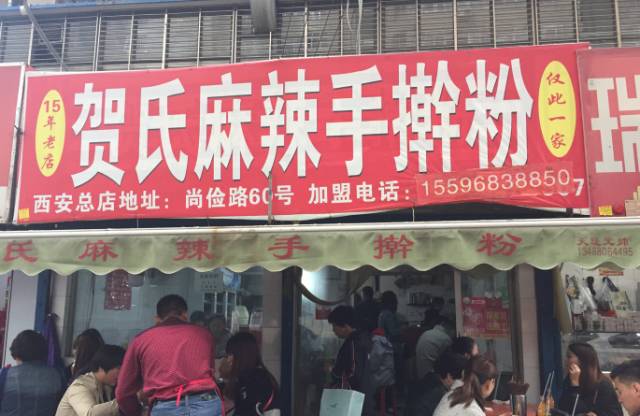 15年老店
贺氏麻辣手擀粉
仅此一家
西安总店地址：尚俭路60号 加盟电话：15596838850 7
瑞
氏麻辣手擀粉